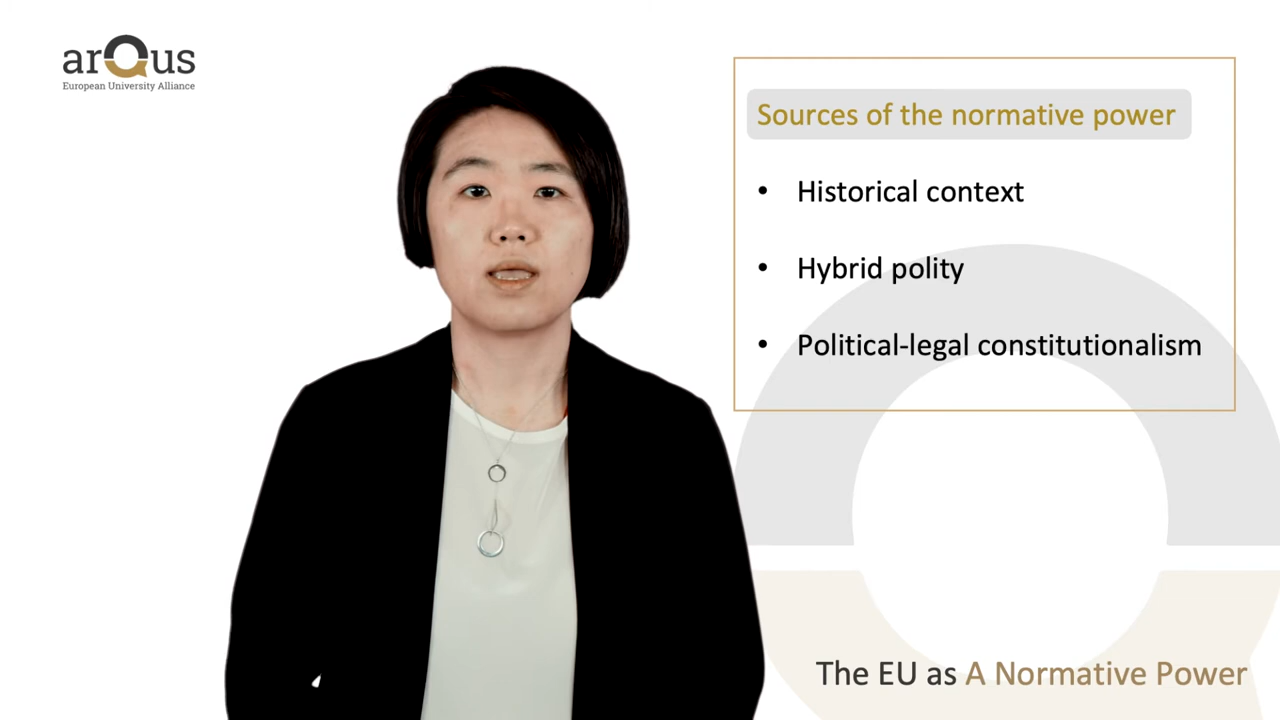 arQus
European University Alliance
Sources of the normative power
• Historical context
• Hybrid polity
• Political-legal constitutionalism
The EU as A Normative Power